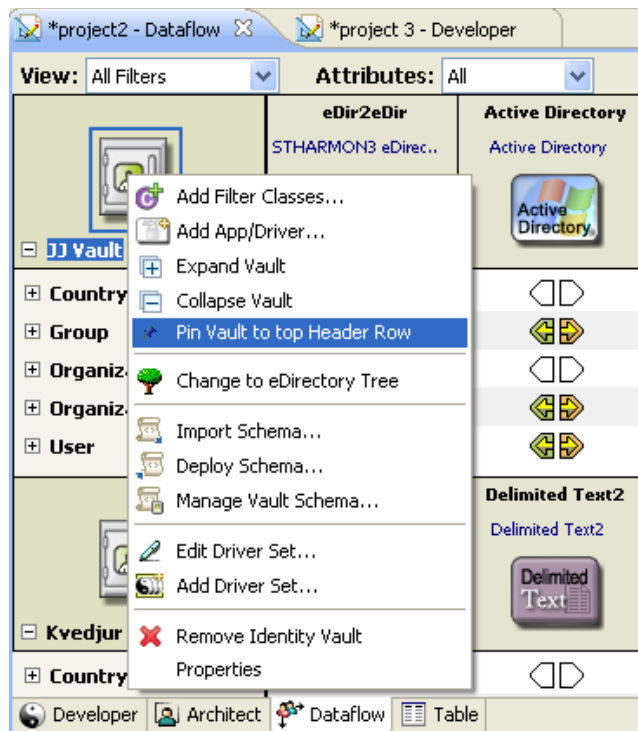 *project2 - Dataflow
*project 3 - Developer
View: All Filters
Attributes: All
eDir2eDir
Active Directory
STHARMON3 eDirec..
Active Directory
Active Directory
JJ Vault
Add Filter Classes...
Add App/Driver...
Expand Vault
Collapse Vault
Pin Vault to top Header Row
Change to eDirectory Tree
Import Schema...
Deploy Schema...
Manage Vault Schema...
Edit Driver Set...
Add Driver Set...
Remove Identity Vault
Properties
Country
Group
Organiz
Organiz
User
Delimited Text2
Delimited Text2
Delimited
Text
Kvedjur
Country
Developer
Architect
Dataflow
Table